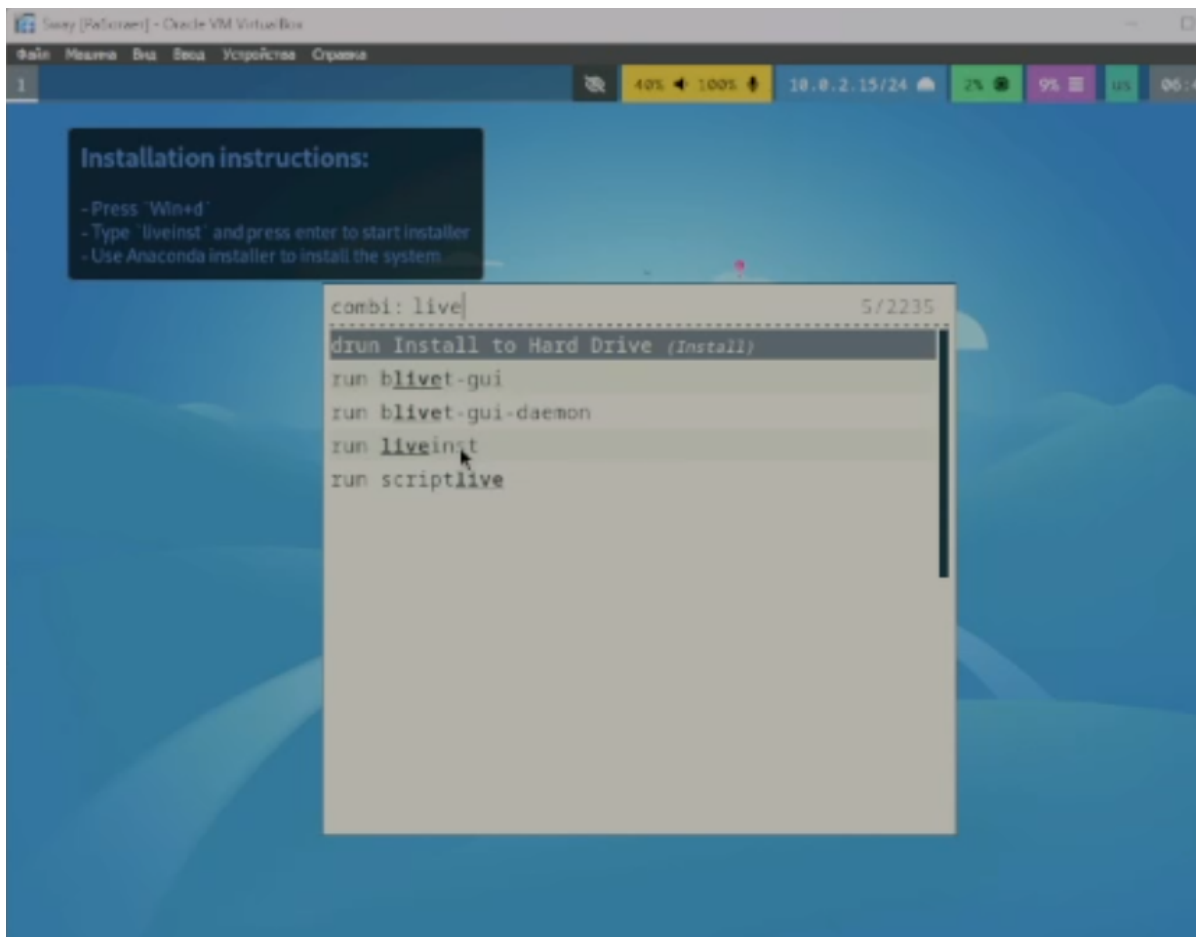 Sway [Работает] - Oracle VM VirtualBox
Файл Машина Вид Ввод Устройства Справка
1 40% 100% 10.0.2.15/24 2% 9% us 06:4
Installation instructions:
- Press `Win+d`
- Type `liveinst` and press enter to start installer
- Use Anaconda installer to install the system
combi: live 5/2235
drun Install to Hard Drive (Install)
run blivet-gui
run blivet-gui-daemon
run liveinst
run scriptlive